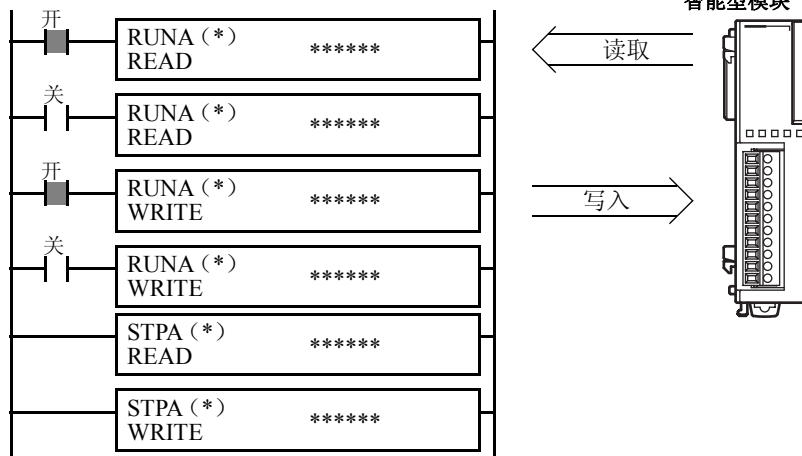 智能型模块
开
RUNA（*）
READ
******
读取
关
RUNA（*）
READ
******
开
RUNA（*）
WRITE
******
写入
关
RUNA（*）
WRITE
******
STPA（*）
READ
******
STPA（*）
WRITE
******